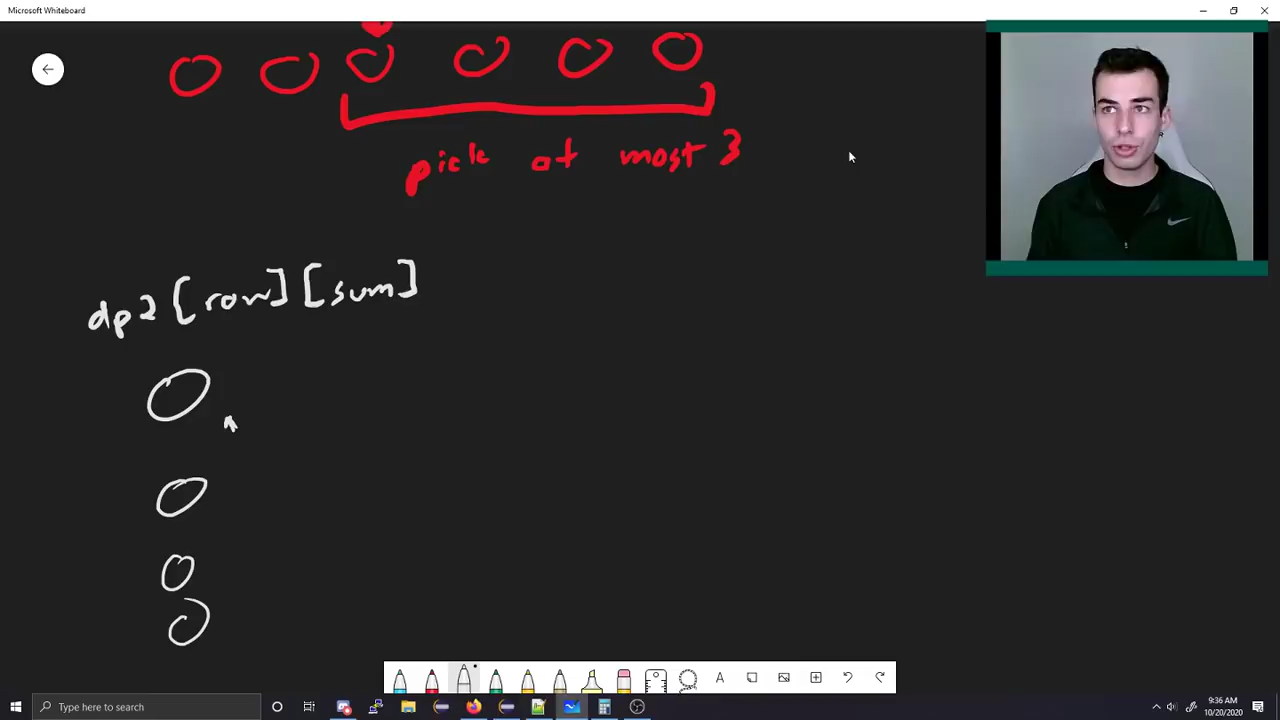 Microsoft Whiteboard
pick at most 3
dp2[row][sum]
A
Type here to search
9:36 AM
10/20/2020